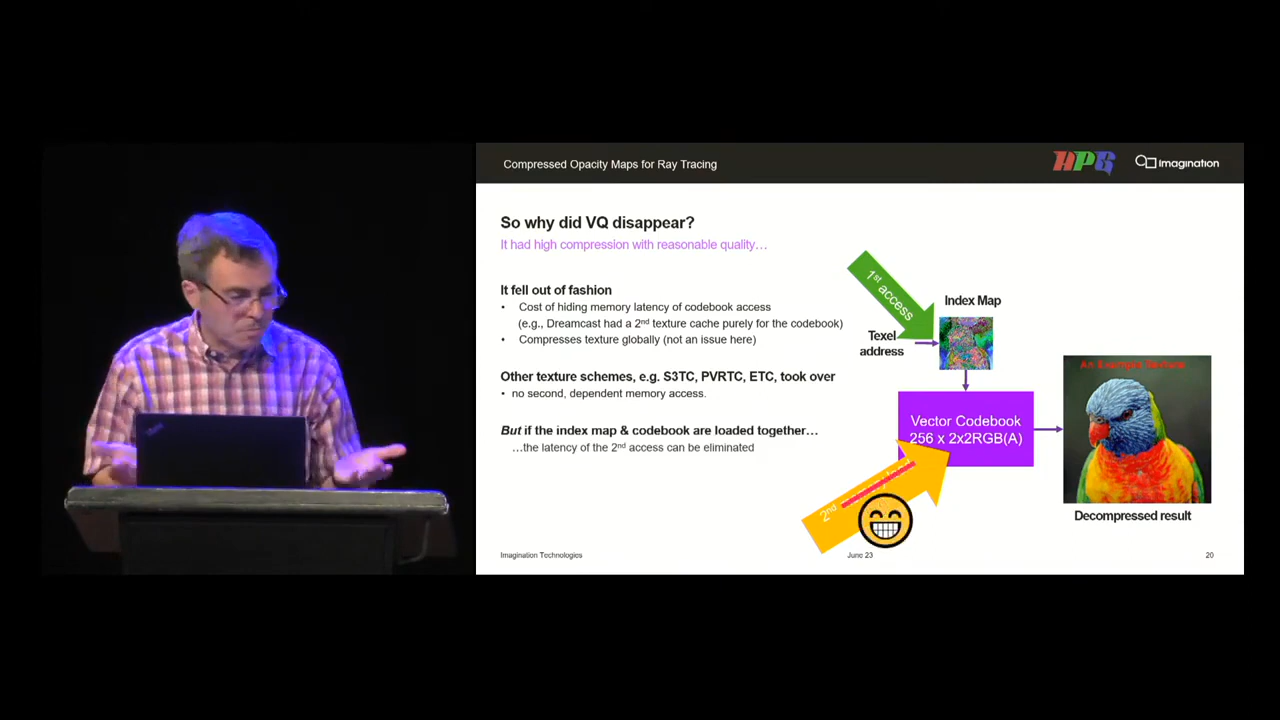 Compressed Opacity Maps for Ray Tracing
HPG
Imagination
So why did VQ disappear?
It had high compression with reasonable quality…
It fell out of fashion
• Cost of hiding memory latency of codebook access
(e.g., Dreamcast had a 2nd texture cache purely for the codebook)
• Compresses texture globally (not an issue here)
Other texture schemes, e.g. S3TC, PVRTC, ETC, took over
• no second, dependent memory access.
But if the index map & codebook are loaded together…
…the latency of the 2nd access can be eliminated
1st access
Index Map
Texel
address
Vector Codebook
256 x 2x2RGB(A)
2nd
An Example Texture
Decompressed result
Imagination Technologies
June 23
20